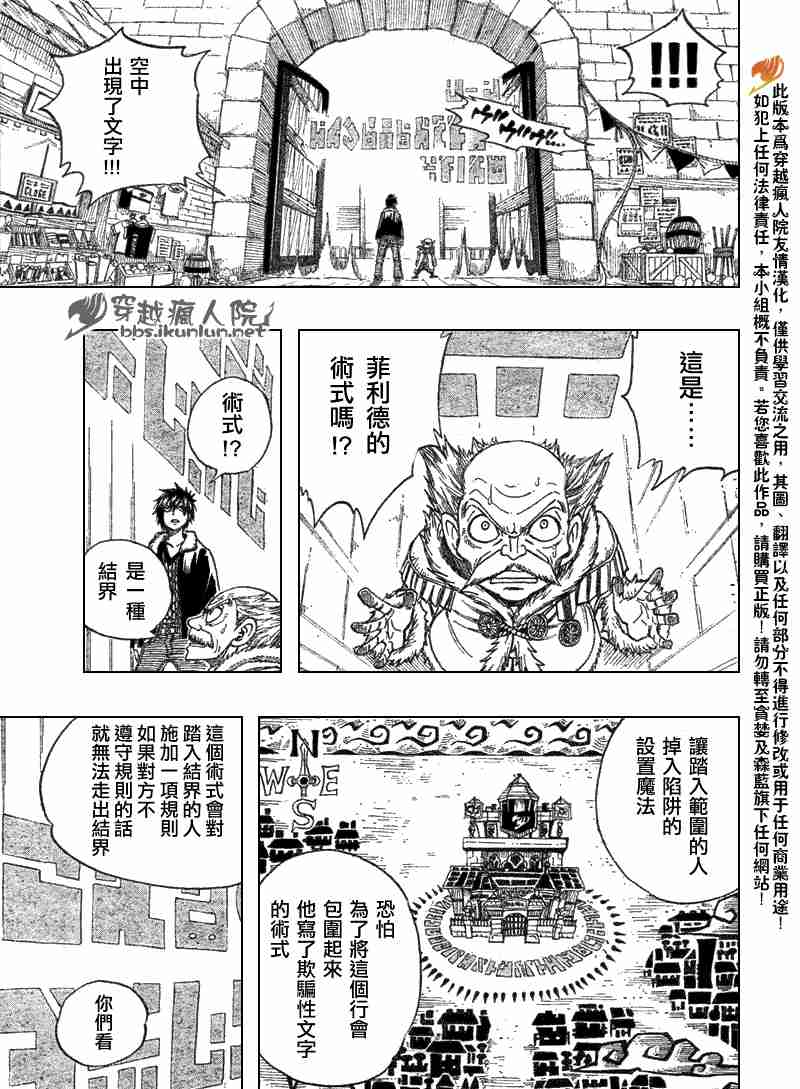 !!!
空中
出現了文字!!!
CLOSE
穿越瘋人院
bbs.ikunlun.net
這是……
菲利德的
術式嗎!?
術式!?
是一種
結界
讓踏入範圍的人
掉入陷阱的
設置魔法
N
W
E
S
恐怕
為了將這個行會
包圍起來
他寫了欺騙性文字
的術式
這個術式會對
踏入結界的人
施加一項規則
如果對方不
遵守規則的話
就無法走出結界
你們看
此版本爲穿越瘋人院友情漢化，僅供學習交流之用，其圖、翻譯以及任何部分不得進行修改或用于任何商業用途！
如犯上任何法律責任，本小組概不負責。若您喜歡此作品，請購買正版！請勿轉至貪婪及森藍旗下任何網站！